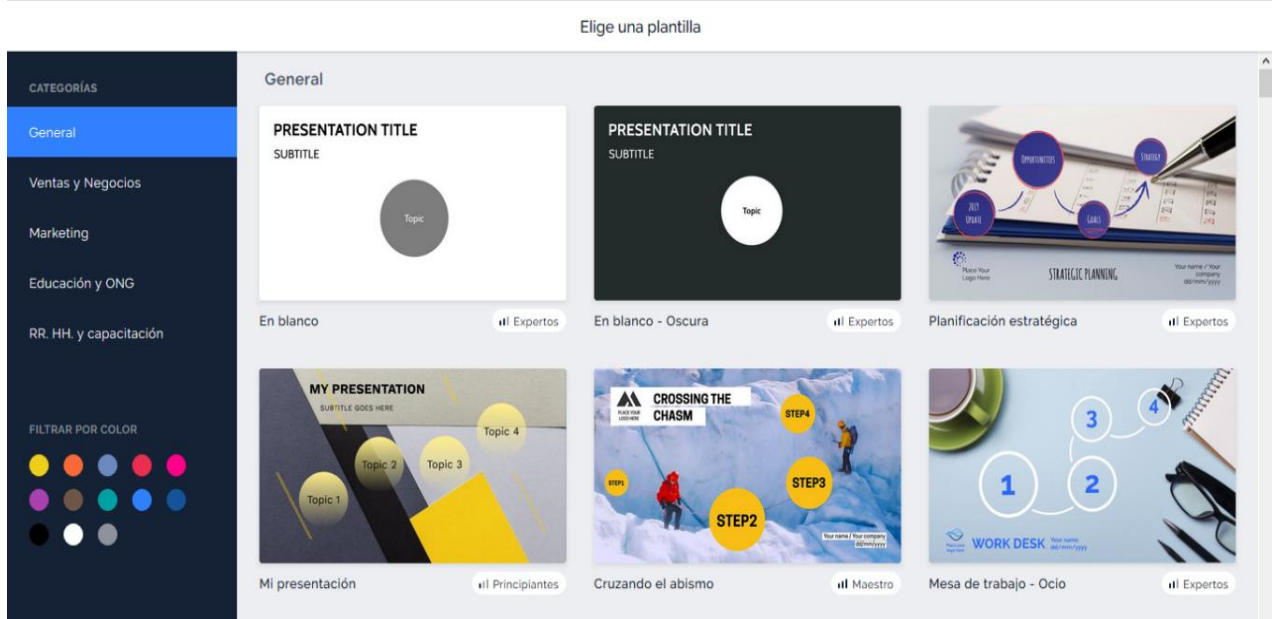 Elige una plantilla
CATEGORÍAS
General
Ventas y Negocios
Marketing
Educación y ONG
RR. HH. y capacitación
FILTRAR POR COLOR
General
PRESENTATION TITLE
SUBTITLE
Topic
En blanco
Expertos
PRESENTATION TITLE
SUBTITLE
Topic
En blanco - Oscura
Expertos
OPPORTUNITIES
STRATEGY
2019
UPDATE
GOALS
Place Your
Logo Here
STRATEGIC PLANNING
Your name / Your
company
dd/mm/yyyy
Planificación estratégica
Expertos
MY PRESENTATION
SUBTITLE GOES HERE
Topic 4
Topic 2
Topic 3
Topic 1
Mi presentación
Principiantes
PLACE YOUR
LOGO HERE
CROSSING THE
CHASM
STEP4
STEP1
STEP3
STEP2
Your name / Your company
dd/mm/yyyy
Cruzando el abismo
Maestro
3
4
1
2
Place your
logo here
WORK DESK
Your name
dd/mm/yyyy
Mesa de trabajo - Ocio
Expertos